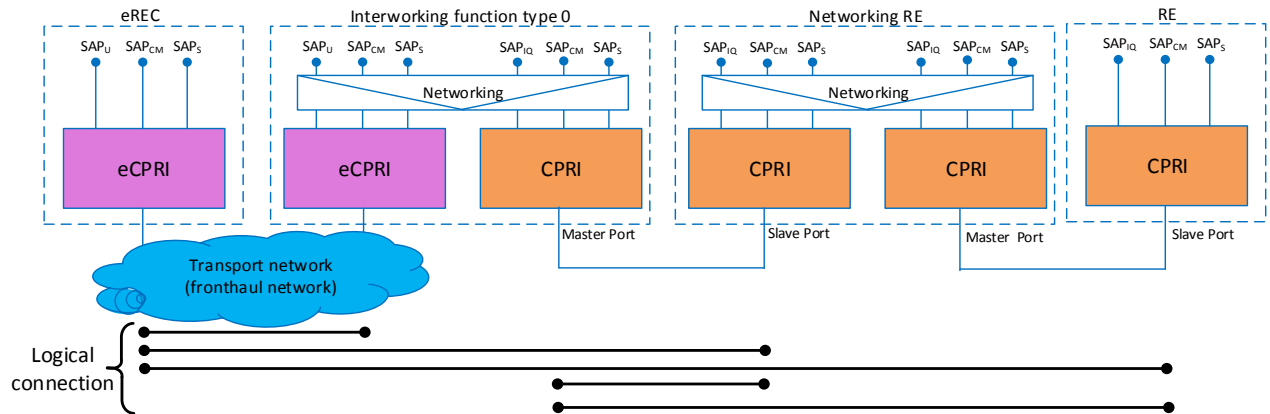 eREC
Interworking function type 0
Networking RE
RE
SAPU SAPCM SAPS
SAPU SAPCM SAPS
SAPIQ SAPCM SAPS
SAPIQ SAPCM SAPS
SAPIQ SAPCM SAPS
SAPIQ SAPCM SAPS
Networking
Networking
eCPRI
eCPRI
CPRI
CPRI
CPRI
CPRI
Master Port
Slave Port
Master Port
Slave Port
Transport network
(fronthaul network)
Logical
connection